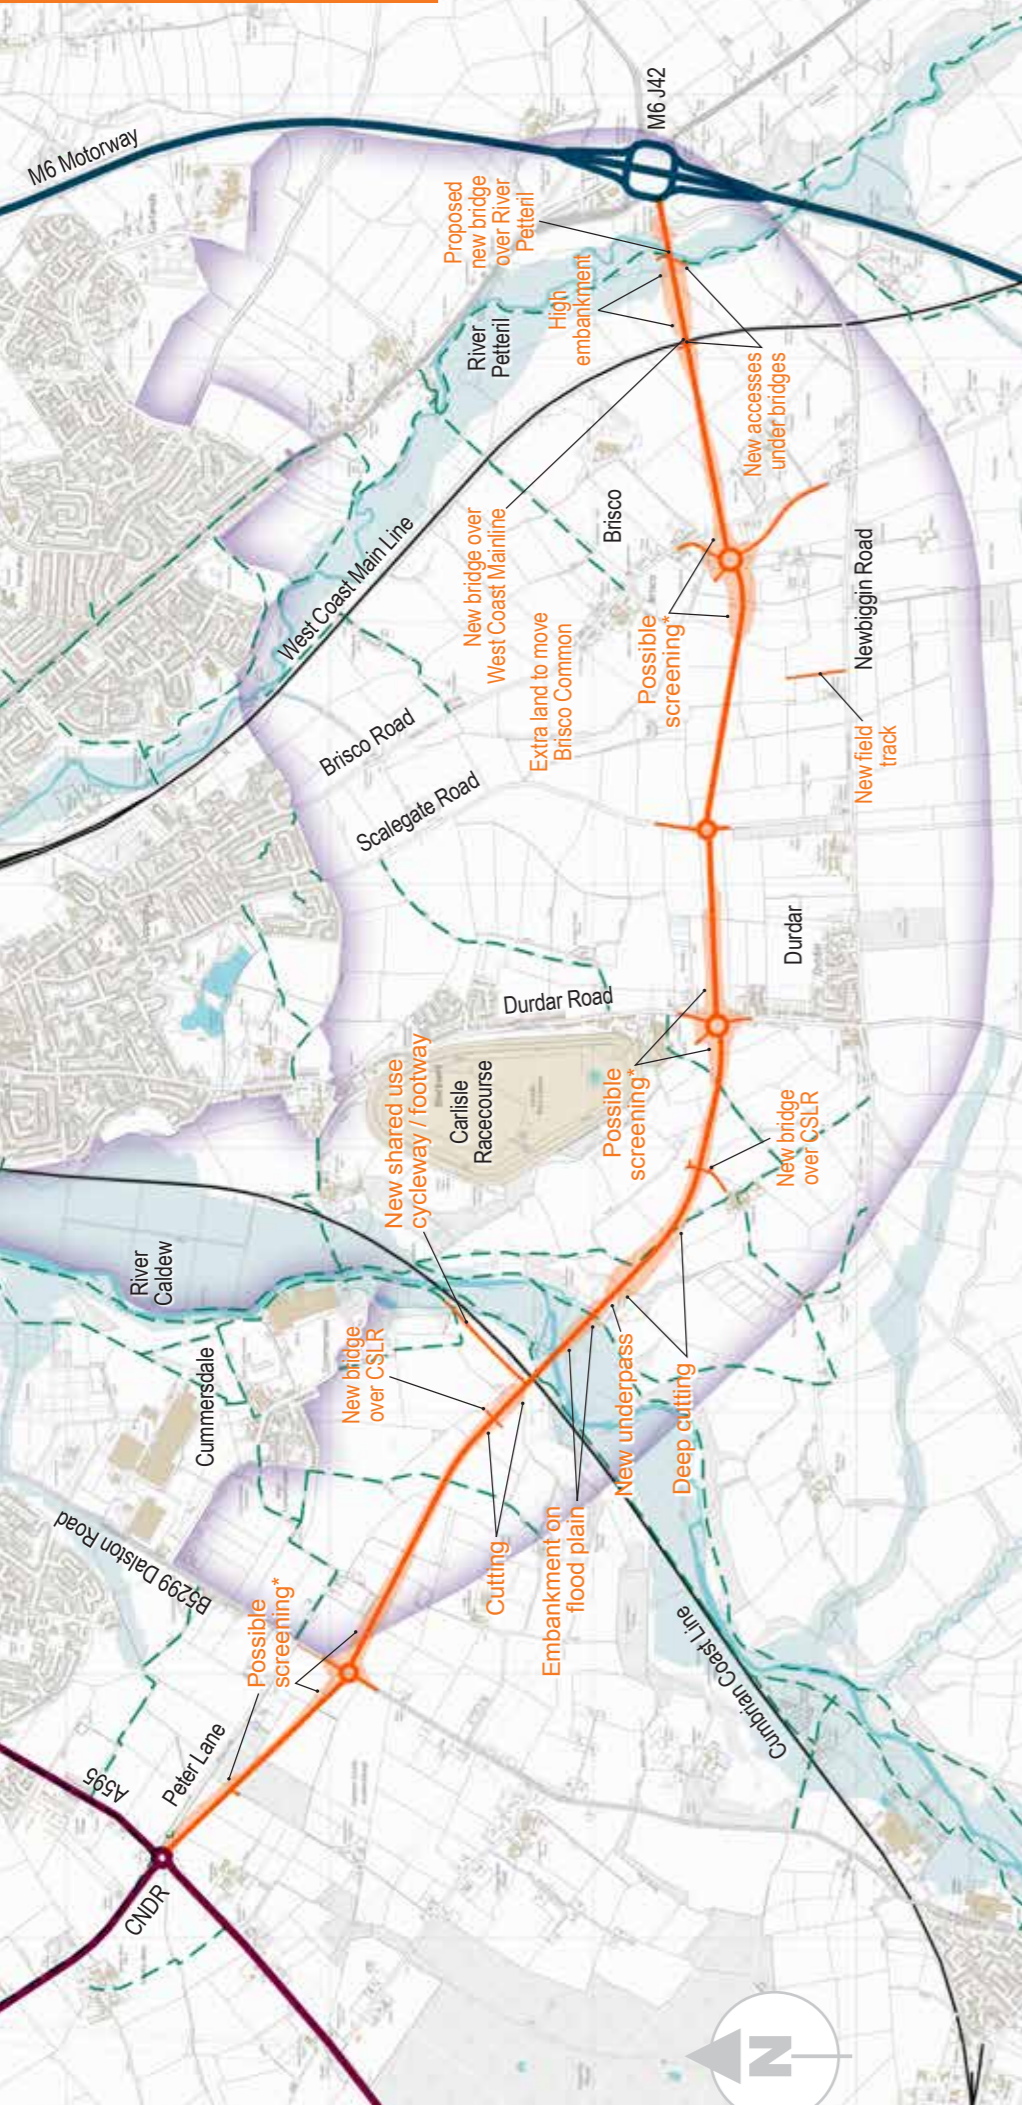 M6 Motorway
M6 J42
Proposed
new bridge
over River
Petteril
High
embankment
River
Petteril
New accesses
under bridges
New bridge over
West Coast Mainline
West Coast Main Line
Brisco
Extra land to move
Brisco Common
Possible
screening*
Newbiggin Road
New field
track
Brisco Road
Scalegate Road
Durdar
Durdar Road
Carlisle
Racecourse
New shared use
cycleway / footway
Possible
screening*
New bridge
over CSLR
River
Caldew
Cummersdale
New bridge
over CSLR
New underpass
Deep cutting
Embankment on
flood plain
Cutting
B5299 Dalston Road
Possible
screening*
Cumbrian Coast Line
Peter Lane
A595
CNDR
N